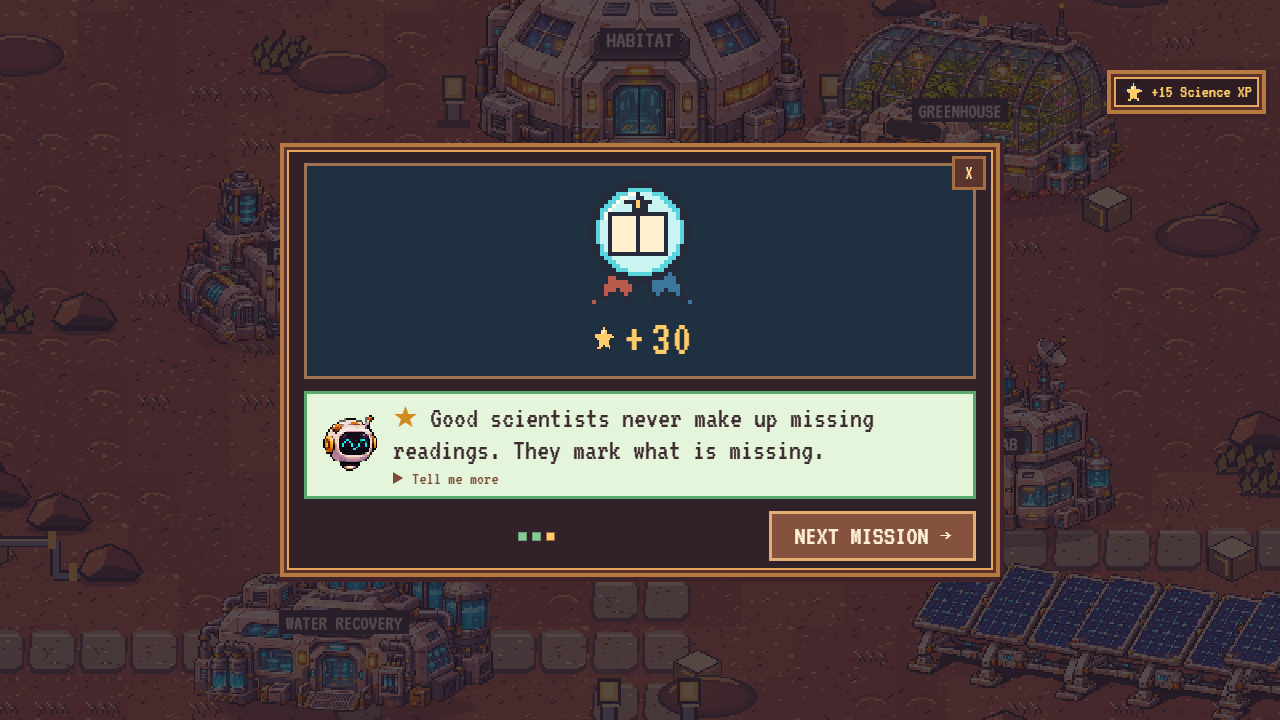 HABITAT
GREENHOUSE
+15 Science XP
X
+30
Good scientists never make up missing
readings. They mark what is missing.
Tell me more
NEXT MISSION →
WATER RECOVERY